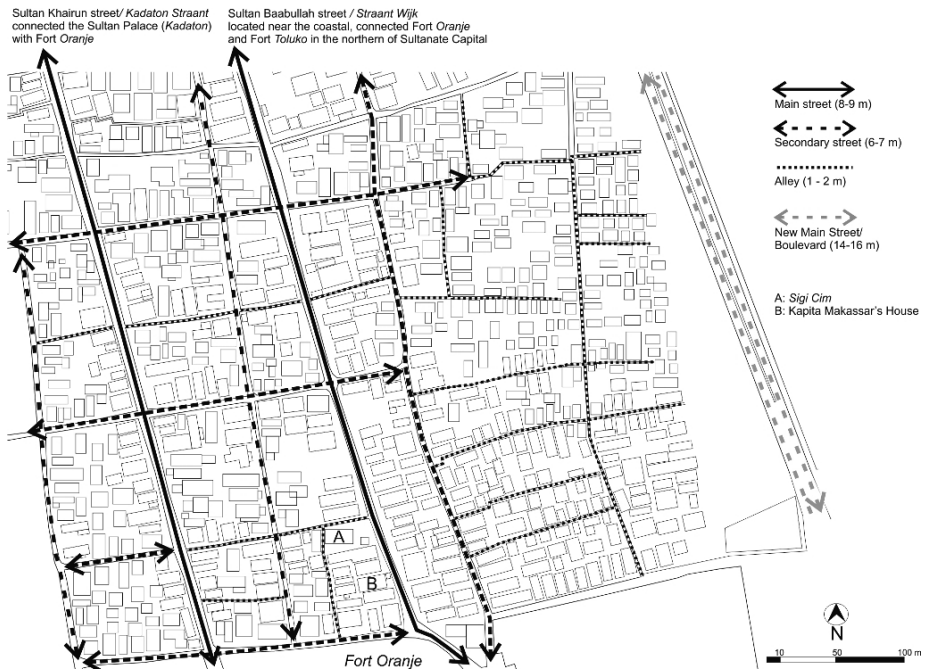 Sultan Khairun street/ Kadaton Straant
connected the Sultan Palace (Kadaton)
with Fort Oranje
Sultan Baabullah street / Straant Wijk
located near the coastal, connected Fort Oranje
and Fort Toluko in the northern of Sultanate Capital
Main street (8-9 m)
Secondary street (6-7 m)
Alley (1 - 2 m)
New Main Street/
Boulevard (14-16 m)
A: Sigi Cim
B: Kapita Makassar's House
A
B
Fort Oranje
N
10 50 100 m